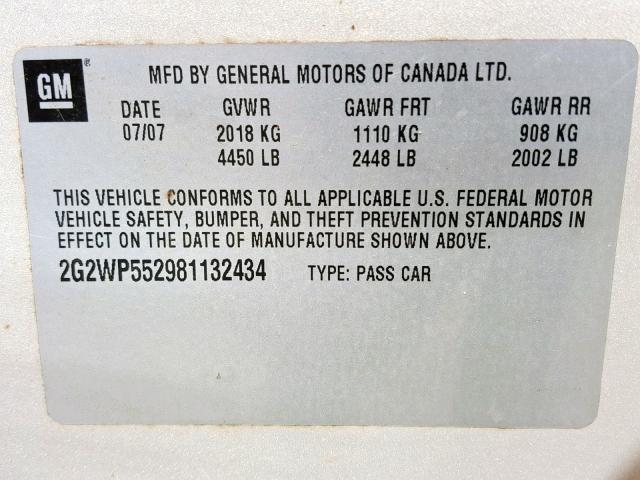 GM ®
MFD BY GENERAL MOTORS OF CANADA LTD.
DATE GVWR GAWR FRT GAWR RR
07/07 2018 KG 1110 KG 908 KG
4450 LB 2448 LB 2002 LB
THIS VEHICLE CONFORMS TO ALL APPLICABLE U.S. FEDERAL MOTOR
VEHICLE SAFETY, BUMPER, AND THEFT PREVENTION STANDARDS IN
EFFECT ON THE DATE OF MANUFACTURE SHOWN ABOVE.
2G2WP552981132434 TYPE: PASS CAR